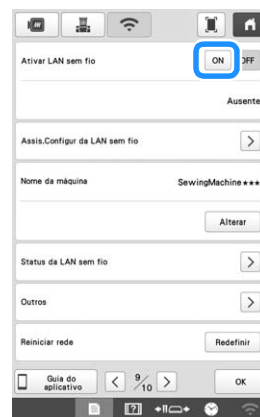 Ativar LAN sem fio
ON
OFF
Ausente
Assis.Configur da LAN sem fio
Nome da máquina
SewingMachine★★★
Alterar
Status da LAN sem fio
Outros
Reiniciar rede
Redefinir
Guia do
aplicativo
9/10
OK